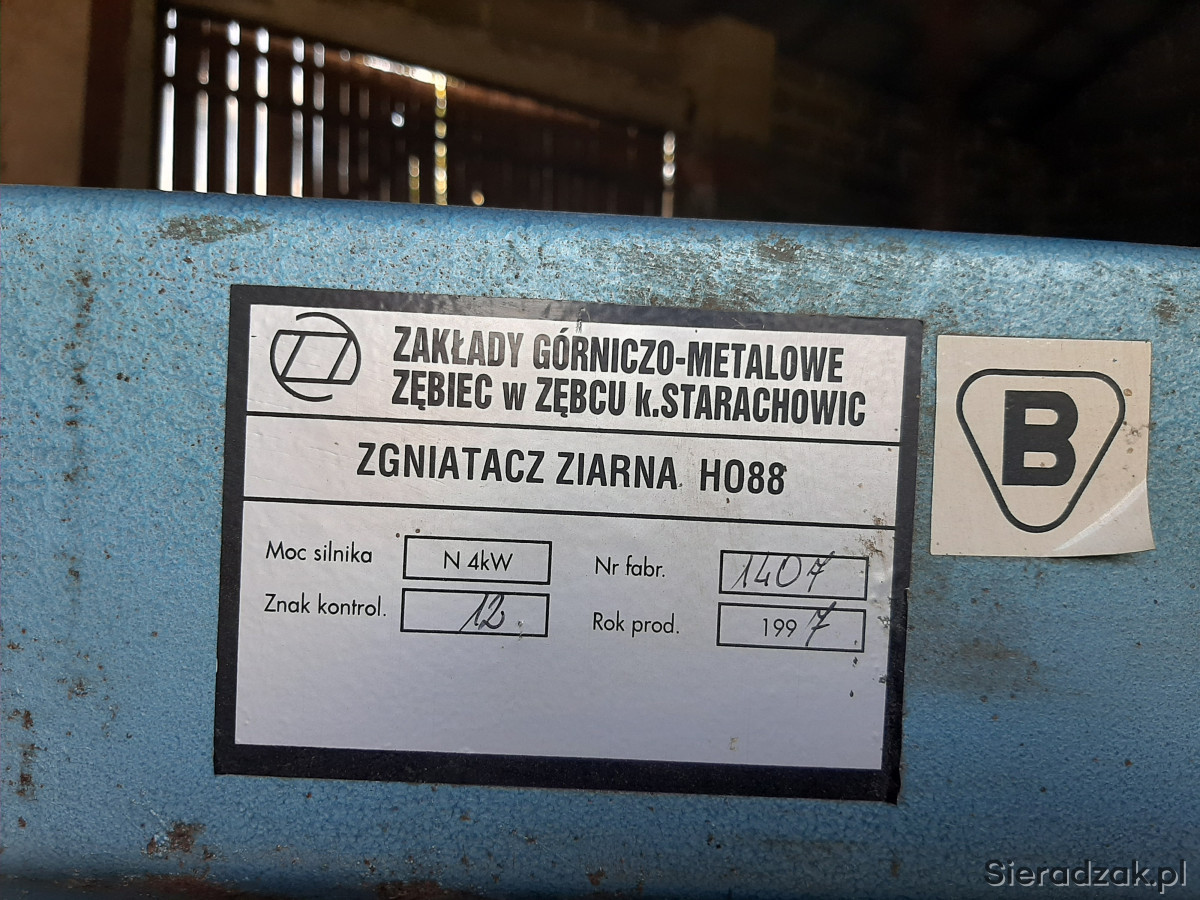 ZAKŁADY GÓRNICZO-METALOWE
ZĘBIEC w ZĘBCU k.STARACHOWIC
B
ZGNIATACZ ZIARNA HO88
Moc silnika N 4kW Nr fabr. 1407
Znak kontrol. 12 Rok prod. 1997
Sieradzak.pl